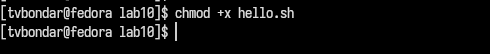 [tvbondar@fedora lab10]$ chmod +x hello.sh
[tvbondar@fedora lab10]$